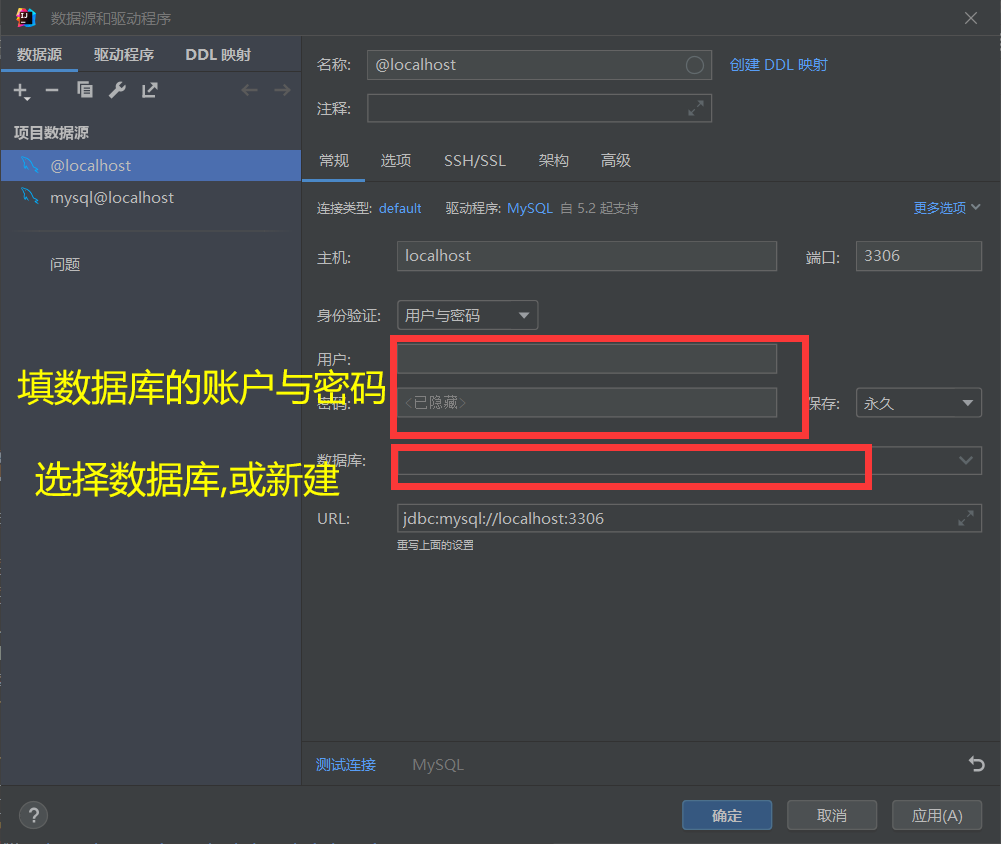 数据源和驱动程序
数据源 驱动程序 DDL 映射
名称: @localhost 创建 DDL 映射
注释:
项目数据源
@localhost
mysql@localhost
问题
常规 选项 SSH/SSL 架构 高级
连接类型: default 驱动程序: MySQL 自 5.2 起支持 更多选项
主机: localhost 端口: 3306
身份验证: 用户与密码
用户:
填数据库的账户与密码
密码: <已隐藏> 保存: 永久
数据库:
选择数据库,或新建
URL: jdbc:mysql://localhost:3306
重写上面的设置
测试连接 MySQL
? 确定 取消 应用(A)